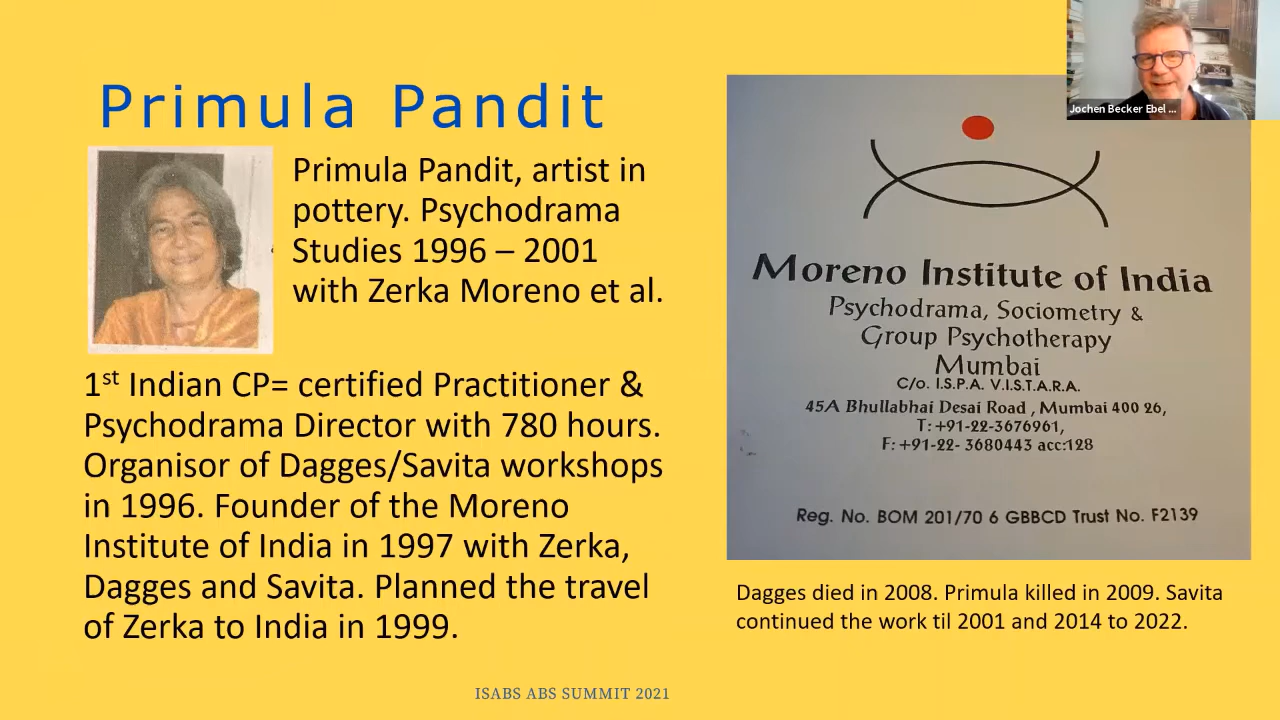 Primula Pandit
Primula Pandit, artist in
pottery. Psychodrama
Studies 1996 – 2001
with Zerka Moreno et al.
1st Indian CP= certified Practitioner &
Psychodrama Director with 780 hours.
Organisor of Dagges/Savita workshops
in 1996. Founder of the Moreno
Institute of India in 1997 with Zerka,
Dagges and Savita. Planned the travel
of Zerka to India in 1999.
Jochen Becker Ebel ...
Moreno Institute of India
Psychodrama, Sociometry &
Group Psychotherapy
Mumbai
C/o. I.S.P.A. V.I.S.T.A.R.A.
45A Bhullabhai Desai Road , Mumbai 400 26,
T: +91-22-3676961,
F: +91-22- 3680443 acc:128
Reg. No. BOM 201/70 6 GBBCD Trust No. F2139
Dagges died in 2008. Primula killed in 2009. Savita
continued the work til 2001 and 2014 to 2022.
ISABS ABS SUMMIT 2021